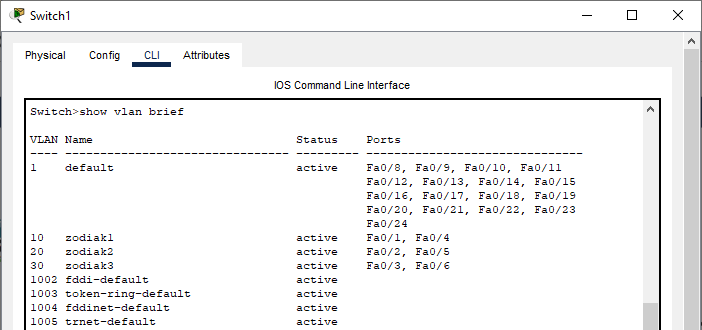 Switch1
Physical Config CLI Attributes
IOS Command Line Interface
Switch>show vlan brief
VLAN Name Status Ports
---- -------------------------------- --------- -------------------------------
1 default active Fa0/8, Fa0/9, Fa0/10, Fa0/11
Fa0/12, Fa0/13, Fa0/14, Fa0/15
Fa0/16, Fa0/17, Fa0/18, Fa0/19
Fa0/20, Fa0/21, Fa0/22, Fa0/23
Fa0/24
10 zodiak1 active Fa0/1, Fa0/4
20 zodiak2 active Fa0/2, Fa0/5
30 zodiak3 active Fa0/3, Fa0/6
1002 fddi-default active
1003 token-ring-default active
1004 fddinet-default active
1005 trnet-default active